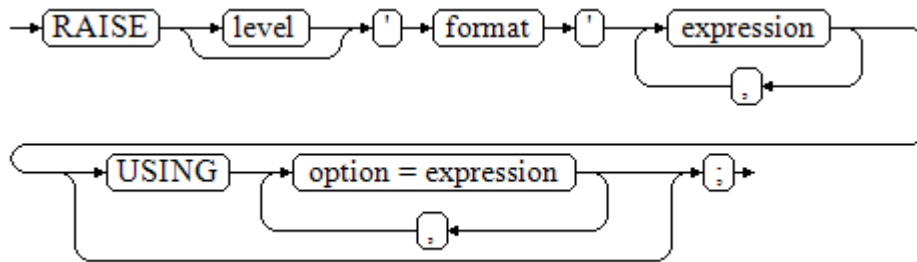 RAISE level ' format ' expression
,
USING option = expression ;
,